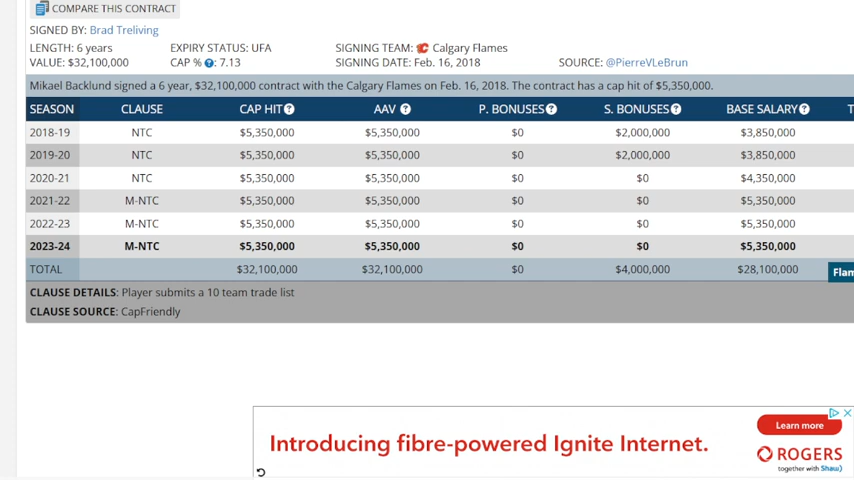 COMPARE THIS CONTRACT
SIGNED BY: Brad Treliving
LENGTH: 6 years EXPIRY STATUS: UFA SIGNING TEAM: Calgary Flames
VALUE: $32,100,000 CAP %?: 7.13 SIGNING DATE: Feb. 16, 2018 SOURCE: @PierreVLeBrun
Mikael Backlund signed a 6 year, $32,100,000 contract with the Calgary Flames on Feb. 16, 2018. The contract has a cap hit of $5,350,000.
SEASON CLAUSE CAP HIT? AAV ? P. BONUSES? S. BONUSES? BASE SALARY? T
2018-19 NTC $5,350,000 $5,350,000 $0 $2,000,000 $3,850,000
2019-20 NTC $5,350,000 $5,350,000 $0 $2,000,000 $3,850,000
2020-21 NTC $5,350,000 $5,350,000 $0 $0 $4,350,000
2021-22 M-NTC $5,350,000 $5,350,000 $0 $0 $5,350,000
2022-23 M-NTC $5,350,000 $5,350,000 $0 $0 $5,350,000
2023-24 M-NTC $5,350,000 $5,350,000 $0 $0 $5,350,000
TOTAL $32,100,000 $32,100,000 $0 $4,000,000 $28,100,000
Flam
CLAUSE DETAILS: Player submits a 10 team trade list
CLAUSE SOURCE: CapFriendly
Learn more
Introducing fibre-powered Ignite Internet.
ROGERS
together with Shaw)